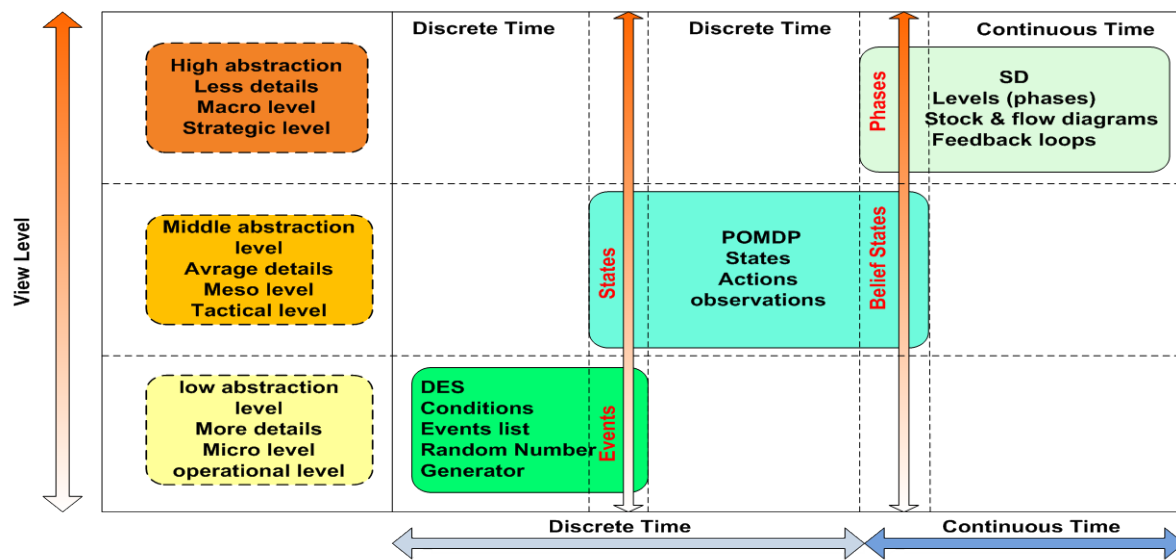 Discrete Time
Discrete Time
Continuous Time
View Level
High abstraction
Less details
Macro level
Strategic level
Phases
SD
Levels (phases)
Stock & flow diagrams
Feedback loops
Middle abstraction
level
Avrage details
Meso level
Tactical level
States
POMDP
States
Actions
observations
Belief States
low abstraction
level
More details
Micro level
operational level
DES
Conditions
Events list
Random Number
Generator
Events
Discrete Time
Continuous Time